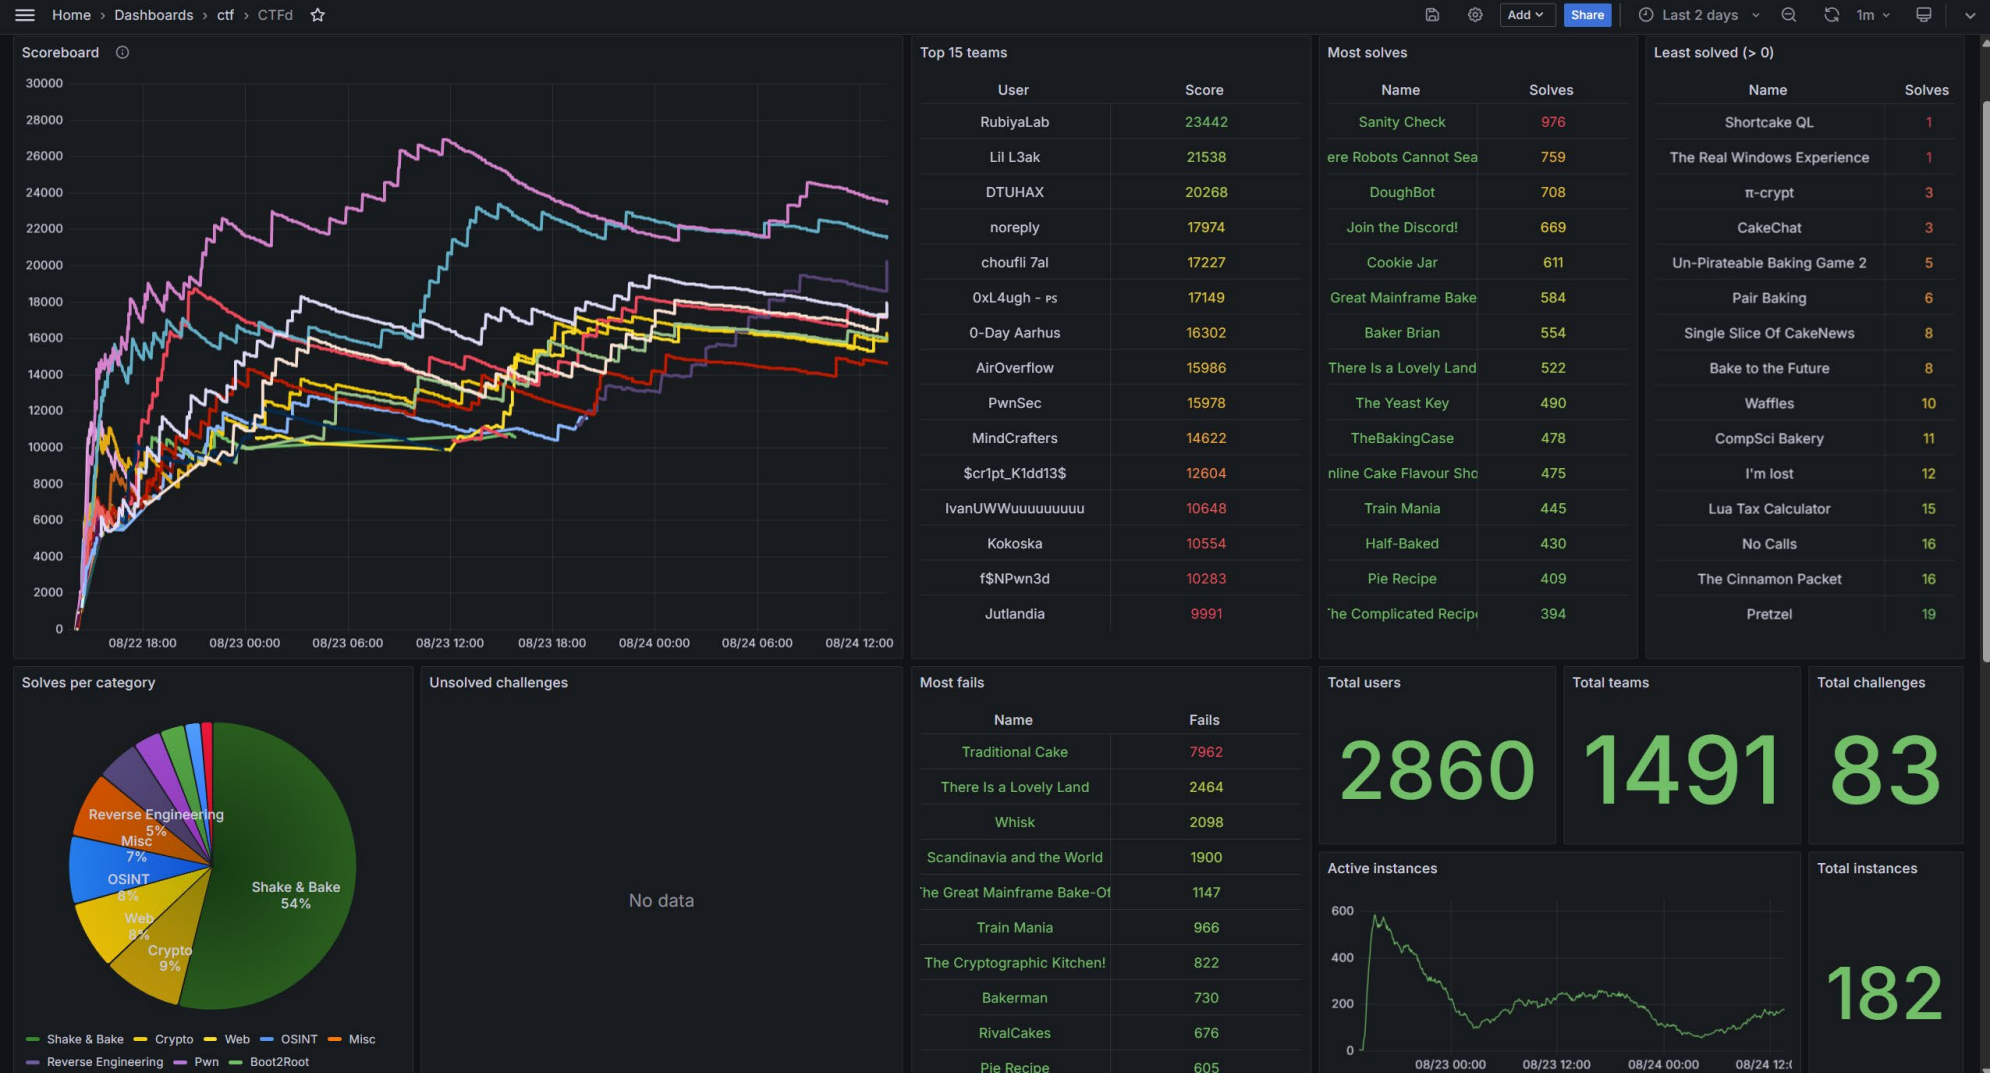 Home › Dashboards › ctf › CTFd
Add
Share
Last 2 days
1m
Scoreboard
30000
28000
26000
24000
22000
20000
18000
16000
14000
12000
10000
8000
6000
4000
2000
0
08/22 18:00 08/23 00:00 08/23 06:00 08/23 12:00 08/23 18:00 08/24 00:00 08/24 06:00 08/24 12:00
Top 15 teams
User Score
RubiyaLab 23442
Lil L3ak 21538
DTUHAX 20268
noreply 17974
choufli 7al 17227
0xL4ugh - ᴘs 17149
0-Day Aarhus 16302
AirOverflow 15986
PwnSec 15978
MindCrafters 14622
$cr1pt_K1dd13$ 12604
IvanUWWuuuuuuuuu 10648
Kokoska 10554
f$NPwn3d 10283
Jutlandia 9991
Most solves
Name Solves
Sanity Check 976
ere Robots Cannot Sea 759
DoughBot 708
Join the Discord! 669
Cookie Jar 611
Great Mainframe Bake 584
Baker Brian 554
There Is a Lovely Land 522
The Yeast Key 490
TheBakingCase 478
nline Cake Flavour Sho 475
Train Mania 445
Half-Baked 430
Pie Recipe 409
he Complicated Recip 394
Least solved (> 0)
Name Solves
Shortcake QL 1
The Real Windows Experience 1
π-crypt 3
CakeChat 3
Un-Pirateable Baking Game 2 5
Pair Baking 6
Single Slice Of CakeNews 8
Bake to the Future 8
Waffles 10
CompSci Bakery 11
I'm lost 12
Lua Tax Calculator 15
No Calls 16
The Cinnamon Packet 16
Pretzel 19
Solves per category
Reverse Engineering
5%
Misc
7%
OSINT
8%
Web
8%
Crypto
9%
Shake & Bake
54%
Shake & Bake Crypto Web OSINT Misc
Reverse Engineering Pwn Boot2Root
Unsolved challenges
No data
Most fails
Name Fails
Traditional Cake 7962
There Is a Lovely Land 2464
Whisk 2098
Scandinavia and the World 1900
he Great Mainframe Bake-Of 1147
Train Mania 966
The Cryptographic Kitchen! 822
Bakerman 730
RivalCakes 676
Pie Recipe 605
Total users
2860
Total teams
1491
Total challenges
83
Active instances
600
400
200
0
08/23 00:00 08/23 12:00 08/24 00:00 08/24 12:(
Total instances
182